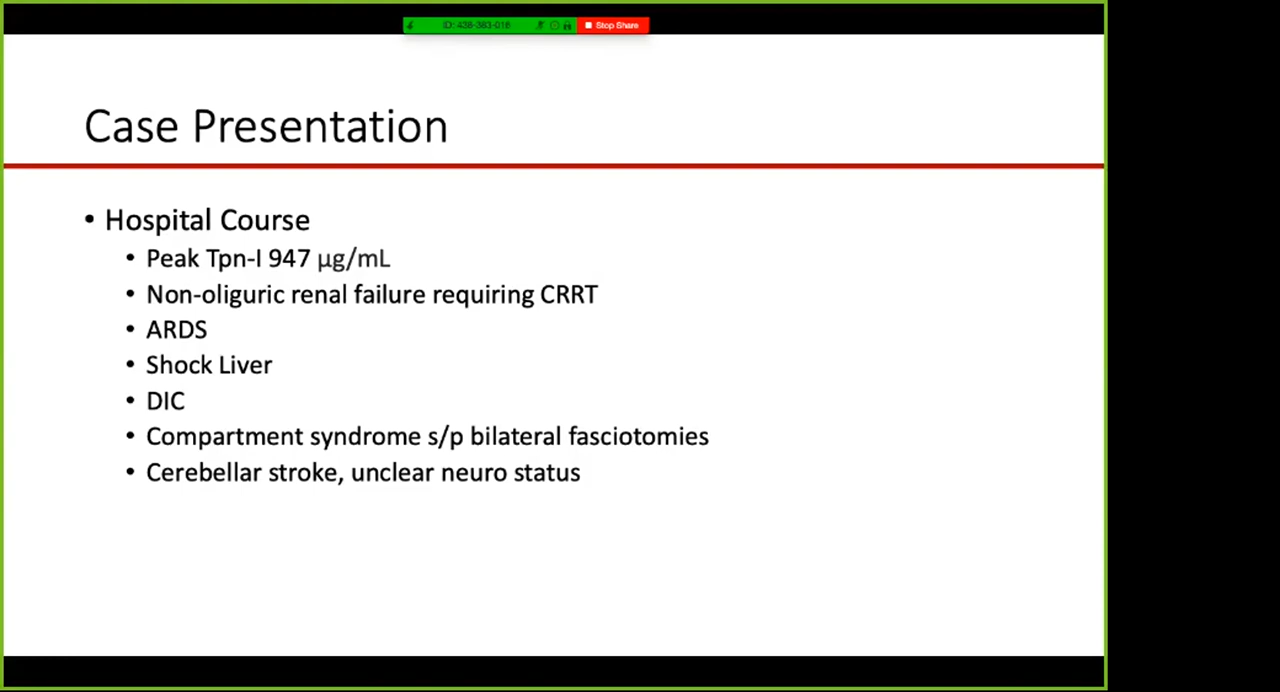 Stop Share
Case Presentation
• Hospital Course
• Peak Tpn-I 947 µg/mL
• Non-oliguric renal failure requiring CRRT
• ARDS
• Shock Liver
• DIC
• Compartment syndrome s/p bilateral fasciotomies
• Cerebellar stroke, unclear neuro status